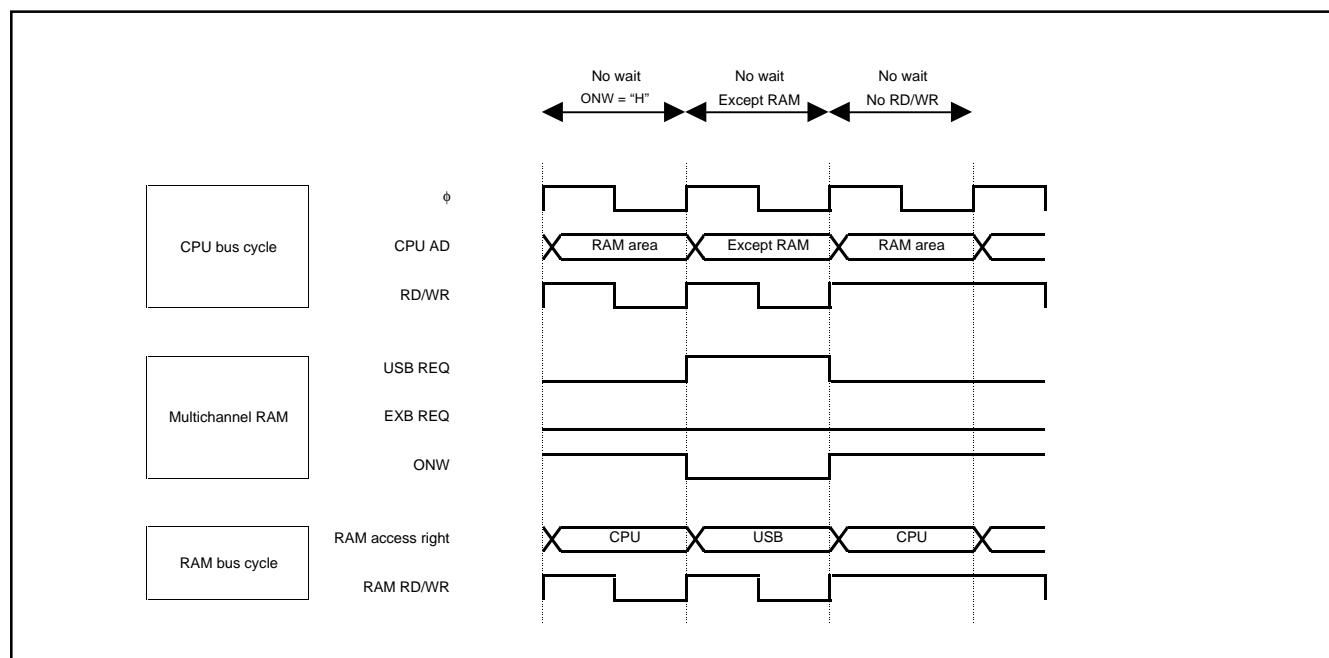 No wait No wait No wait
ONW = “H” Except RAM No RD/WR
ϕ
CPU bus cycle CPU AD RAM area Except RAM RAM area
RD/WR
USB REQ
Multichannel RAM EXB REQ
ONW
RAM access right CPU USB CPU
RAM bus cycle
RAM RD/WR